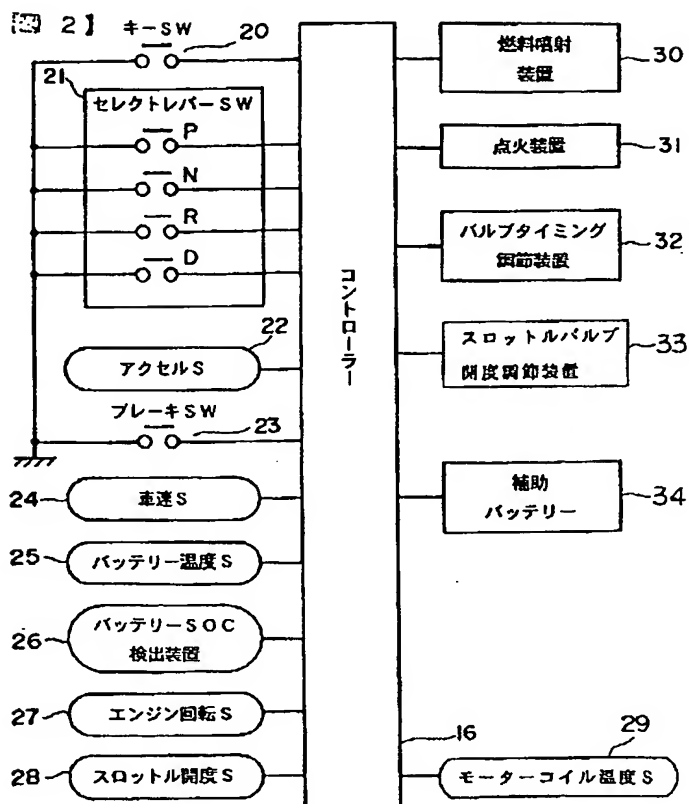 【図 2】
キーSW
20
21
セレクトレバーSW
P
N
R
D
22
アクセルS
ブレーキSW
23
24
車速S
25
バッテリー温度S
26
バッテリーSOC
検出装置
27
エンジン回転S
28
スロットル開度S
コントローラー
16
燃料噴射
装置
30
点火装置
31
バルブタイミング
調節装置
32
スロットルバルブ
開度調節装置
33
補助
バッテリー
34
29
モーターコイル温度S